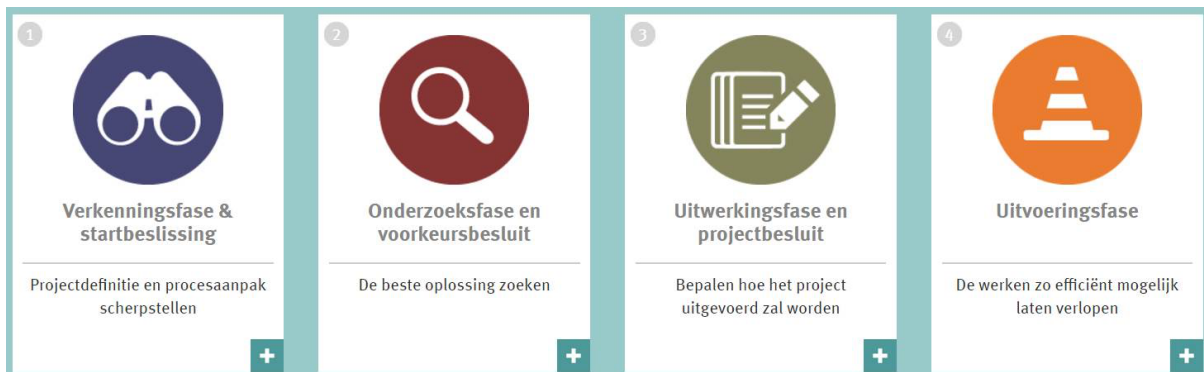 1
Verkenningsfase &
startbeslissing
Projectdefinitie en procesaanpak
scherpstellen
2
Onderzoeksfase en
voorkeursbesluit
De beste oplossing zoeken
3
Uitwerkingsfase en
projectbesluit
Bepalen hoe het project
uitgevoerd zal worden
4
Uitvoeringsfase
De werken zo efficiënt mogelijk
laten verlopen